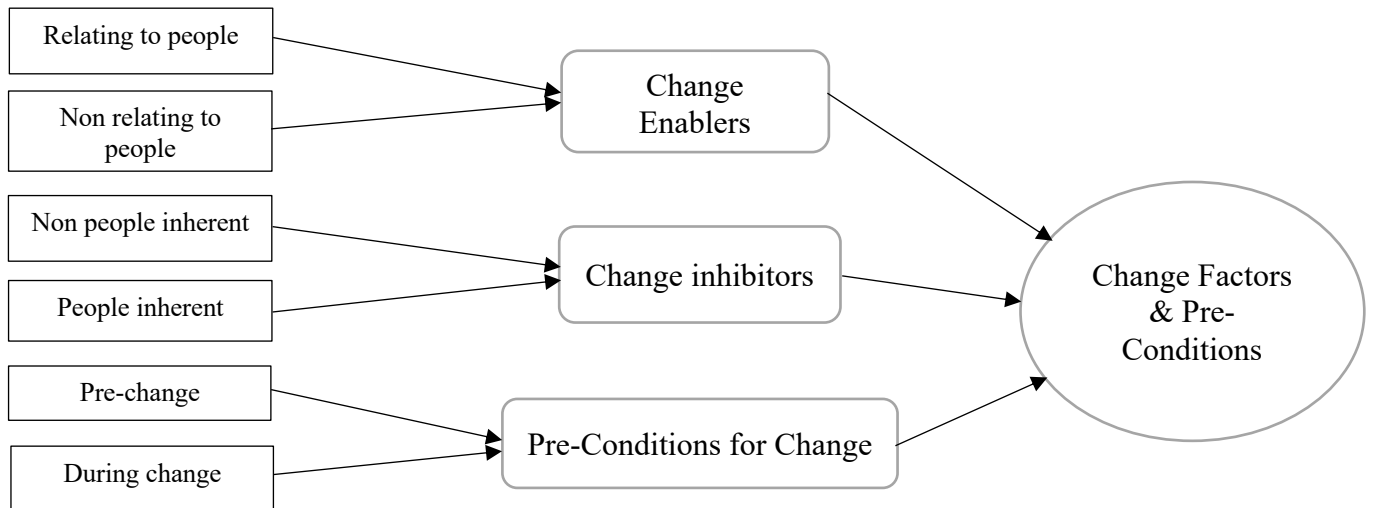 Relating to people
Non relating to
people
Change
Enablers
Non people inherent
People inherent
Change inhibitors
Change Factors
& Pre-
Conditions
Pre-change
During change
Pre-Conditions for Change